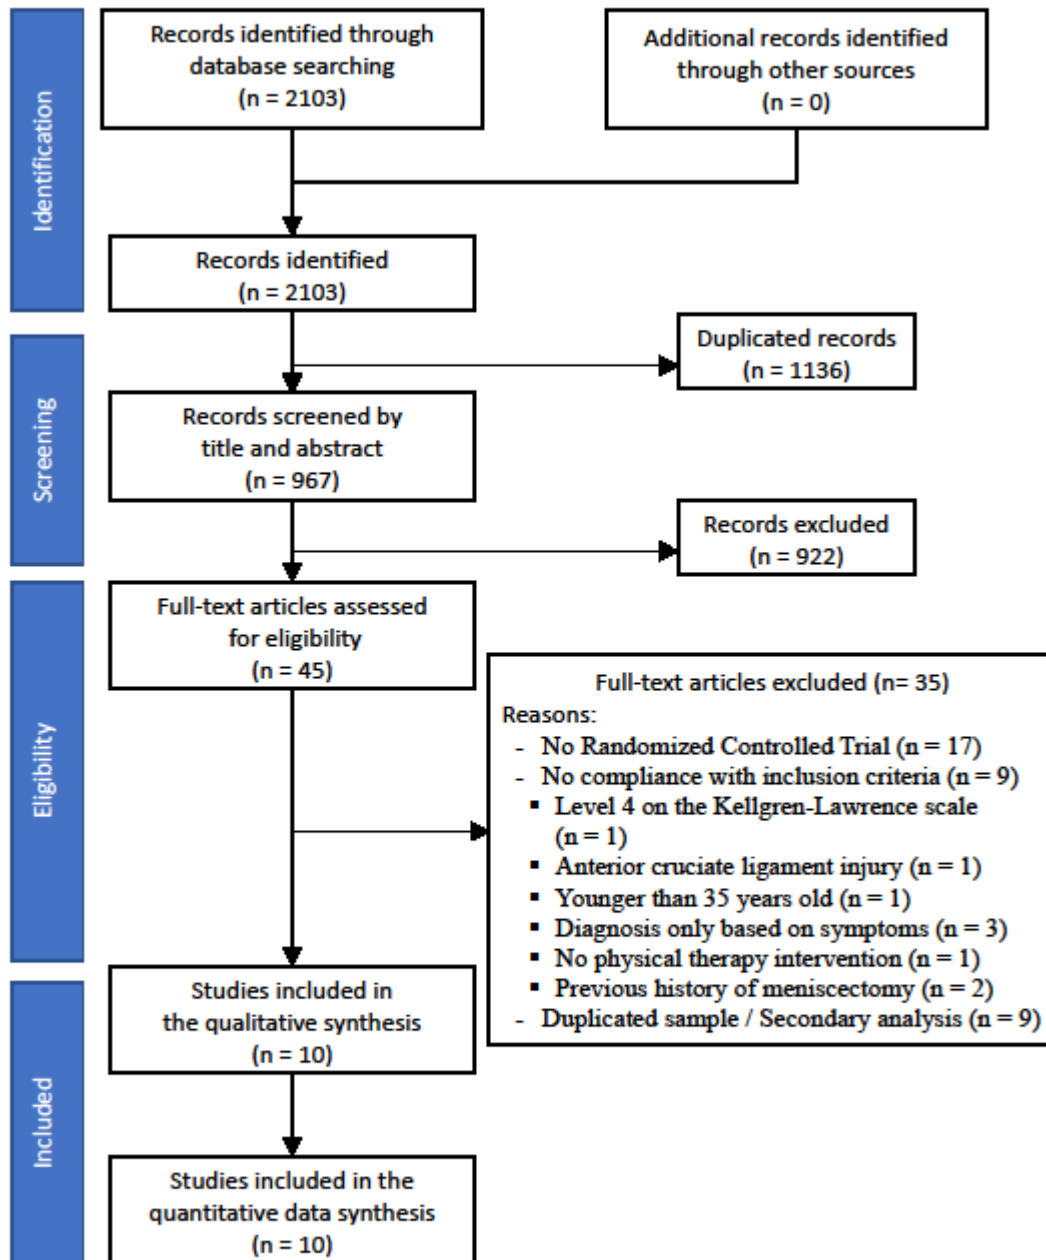 Identification
Records identified through
database searching
(n = 2103)
Additional records identified
through other sources
(n = 0)
Records identified
(n = 2103)
Duplicated records
(n = 1136)
Screening
Records screened by
title and abstract
(n = 967)
Records excluded
(n = 922)
Eligibility
Full-text articles assessed
for eligibility
(n = 45)
Full-text articles excluded (n= 35)
Reasons:
- No Randomized Controlled Trial (n = 17)
- No compliance with inclusion criteria (n = 9)
▪ Level 4 on the Kellgren-Lawrence scale
(n = 1)
▪ Anterior cruciate ligament injury (n = 1)
▪ Younger than 35 years old (n = 1)
▪ Diagnosis only based on symptoms (n = 3)
▪ No physical therapy intervention (n = 1)
▪ Previous history of meniscectomy (n = 2)
- Duplicated sample / Secondary analysis (n = 9)
Included
Studies included in
the qualitative synthesis
(n = 10)
Studies included in the
quantitative data synthesis
(n = 10)